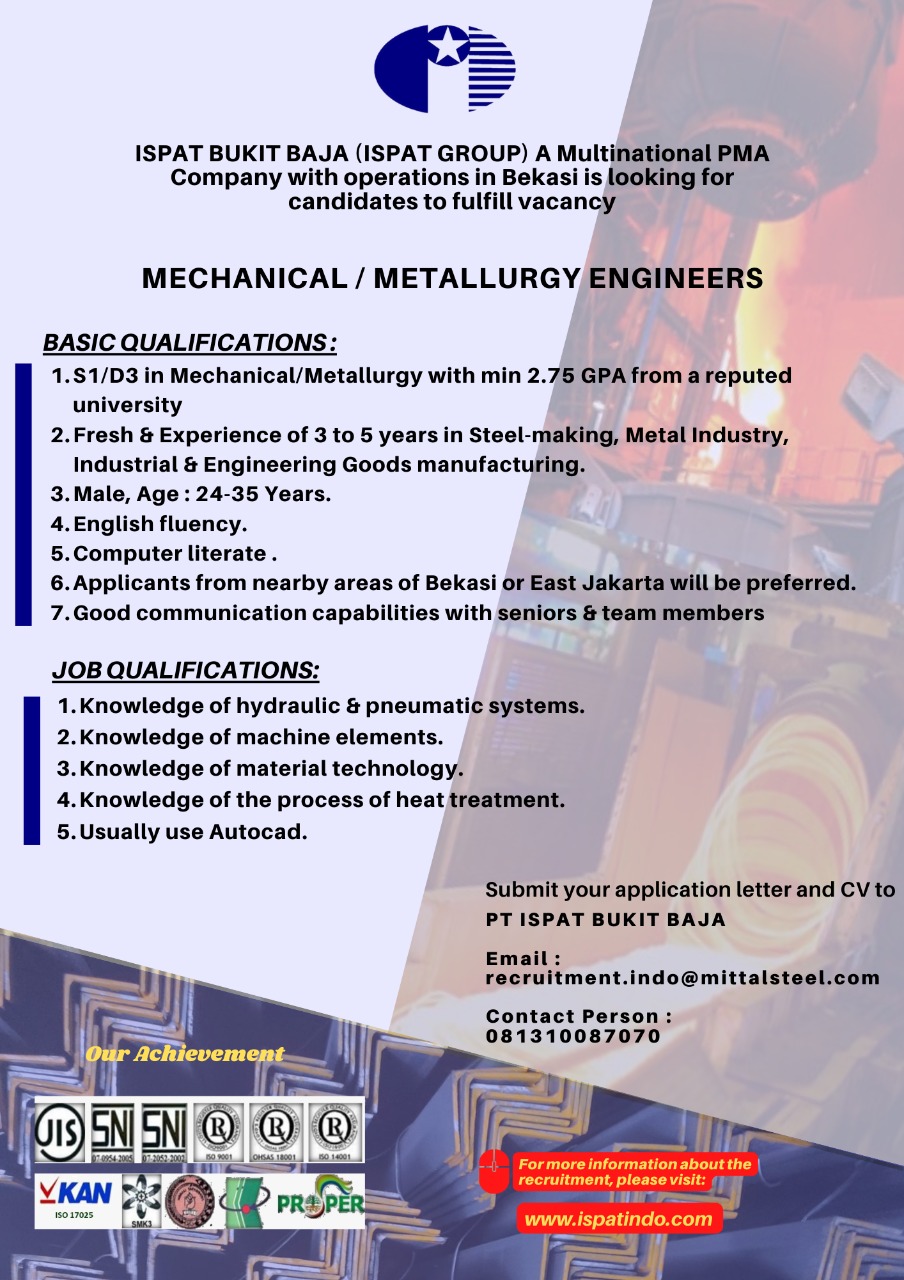 ISPAT BUKIT BAJA (ISPAT GROUP) A Multinational PMA
Company with operations in Bekasi is looking for
candidates to fulfill vacancy
MECHANICAL / METALLURGY ENGINEERS
BASIC QUALIFICATIONS :
1. S1/D3 in Mechanical/Metallurgy with min 2.75 GPA from a reputed
university
2. Fresh & Experience of 3 to 5 years in Steel-making, Metal Industry,
Industrial & Engineering Goods manufacturing.
3. Male, Age : 24-35 Years.
4. English fluency.
5. Computer literate .
6. Applicants from nearby areas of Bekasi or East Jakarta will be preferred.
7. Good communication capabilities with seniors & team members
JOB QUALIFICATIONS:
1. Knowledge of hydraulic & pneumatic systems.
2. Knowledge of machine elements.
3. Knowledge of material technology.
4. Knowledge of the process of heat treatment.
5. Usually use Autocad.
Submit your application letter and CV to
PT ISPAT BUKIT BAJA
Email :
recruitment.indo@mittalsteel.com
Contact Person :
081310087070
Our Achievement
JIS SNI SNI R R R
07-0954-2005 07-2052-2002 ISO 9001 OHSAS 18001 ISO 14001
KAN PROPER
ISO 17025 SMK3
For more information about the
recruitment, please visit:
www.ispatindo.com